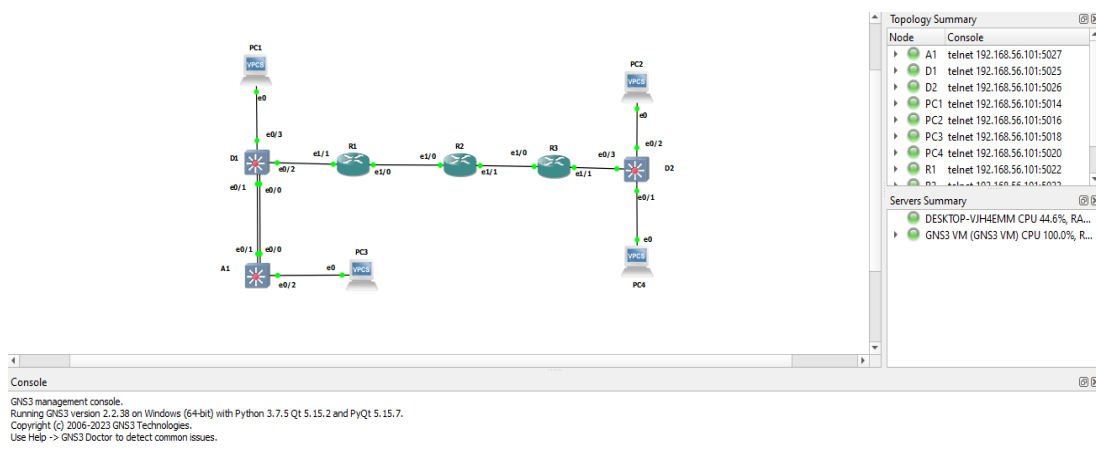 Topology Summary
Node Console
A1 telnet 192.168.56.101:5027
D1 telnet 192.168.56.101:5025
D2 telnet 192.168.56.101:5026
PC1 telnet 192.168.56.101:5014
PC2 telnet 192.168.56.101:5016
PC3 telnet 192.168.56.101:5018
PC4 telnet 192.168.56.101:5020
R1 telnet 192.168.56.101:5022
Servers Summary
DESKTOP-VJH4EMM CPU 44.6%, RA...
GNS3 VM (GNS3 VM) CPU 100.0%, R...
PC1
VPCS
e0
PC2
VPCS
e0
e0/3
D1
e0/2
e1/1
R1
e1/0
e1/0
R2
e1/1
e1/0
R3
e1/1
e0/3
e0/2
D2
e0/1
e0/0
e0/1
e0/1
e0/0
A1
e0/2
e0
PC3
VPCS
e0
VPCS
PC4
Console
GNS3 management console.
Running GNS3 version 2.2.38 on Windows (64-bit) with Python 3.7.5 Qt 5.15.2 and PyQt 5.15.7.
Copyright (c) 2006-2023 GNS3 Technologies.
Use Help -> GNS3 Doctor to detect common issues.